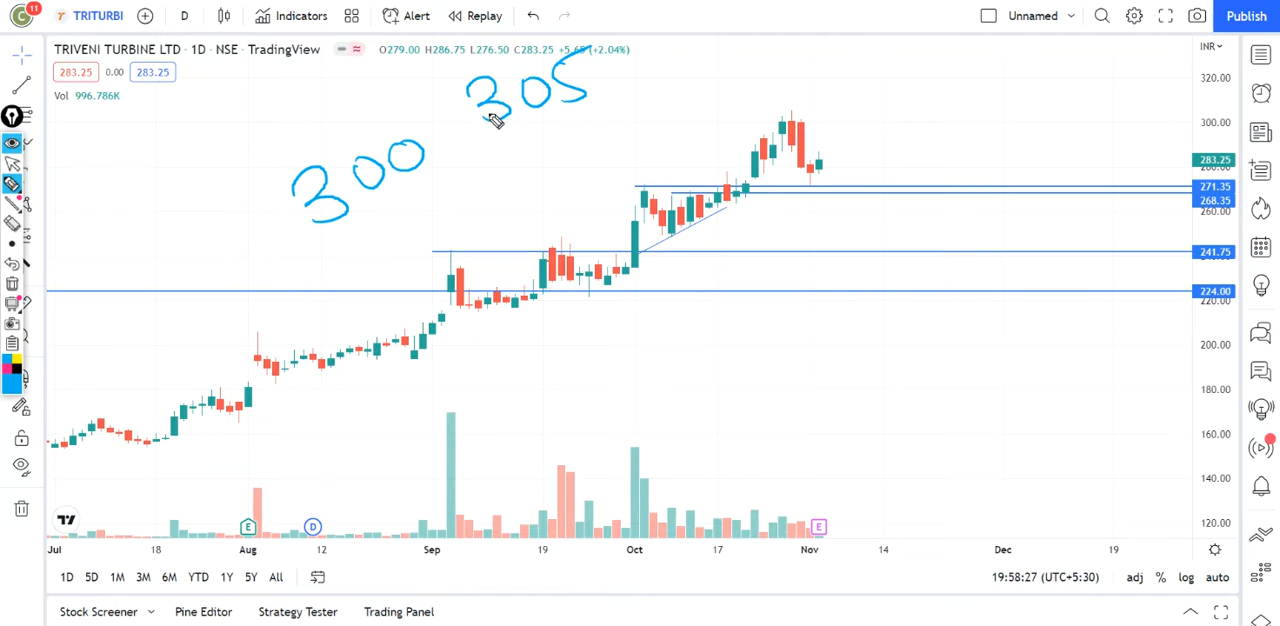 C 11 TRITURBI D Indicators Alert Replay Unnamed Publish
TRIVENI TURBINE LTD • 1D • NSE • TradingView O279.00 H286.75 L276.50 C283.25 (+2.04%)
INR
283.25 0.00 283.25
Vol 996.786K
305
300
320.00
300.00
283.25
280.00
271.35
268.35
260.00
241.75
224.00
220.00
200.00
180.00
160.00
140.00
120.00
E D E
Jul 18 Aug 12 Sep 19 Oct 17 Nov 14 Dec 19
1D 5D 1M 3M 6M YTD 1Y 5Y All 19:58:27 (UTC+5:30) adj % log auto
Stock Screener Pine Editor Strategy Tester Trading Panel